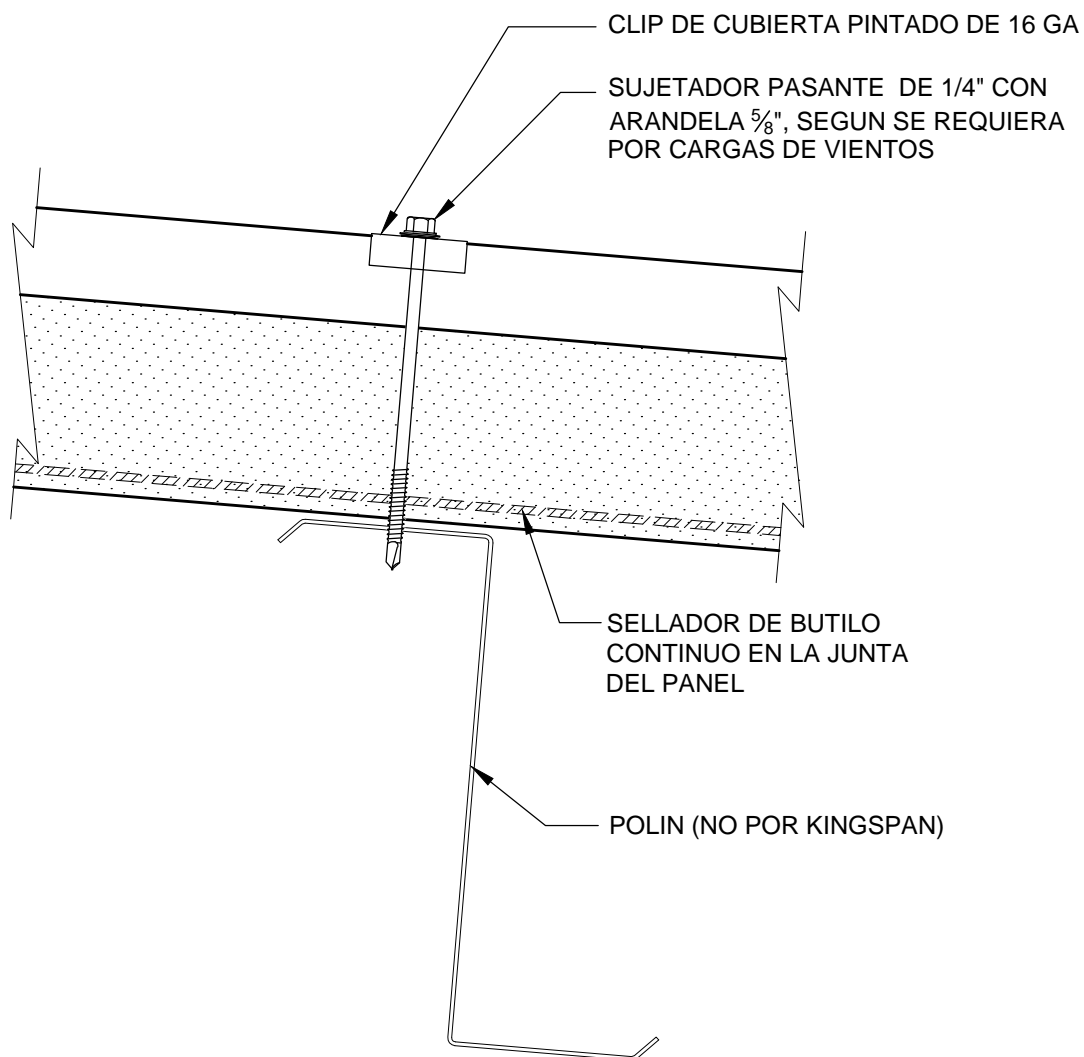 CLIP DE CUBIERTA PINTADO DE 16 GA
SUJETADOR PASANTE DE 1/4" CON
ARANDELA ⅝", SEGUN SE REQUIERA
POR CARGAS DE VIENTOS
SELLADOR DE BUTILO
CONTINUO EN LA JUNTA
DEL PANEL
POLIN (NO POR KINGSPAN)